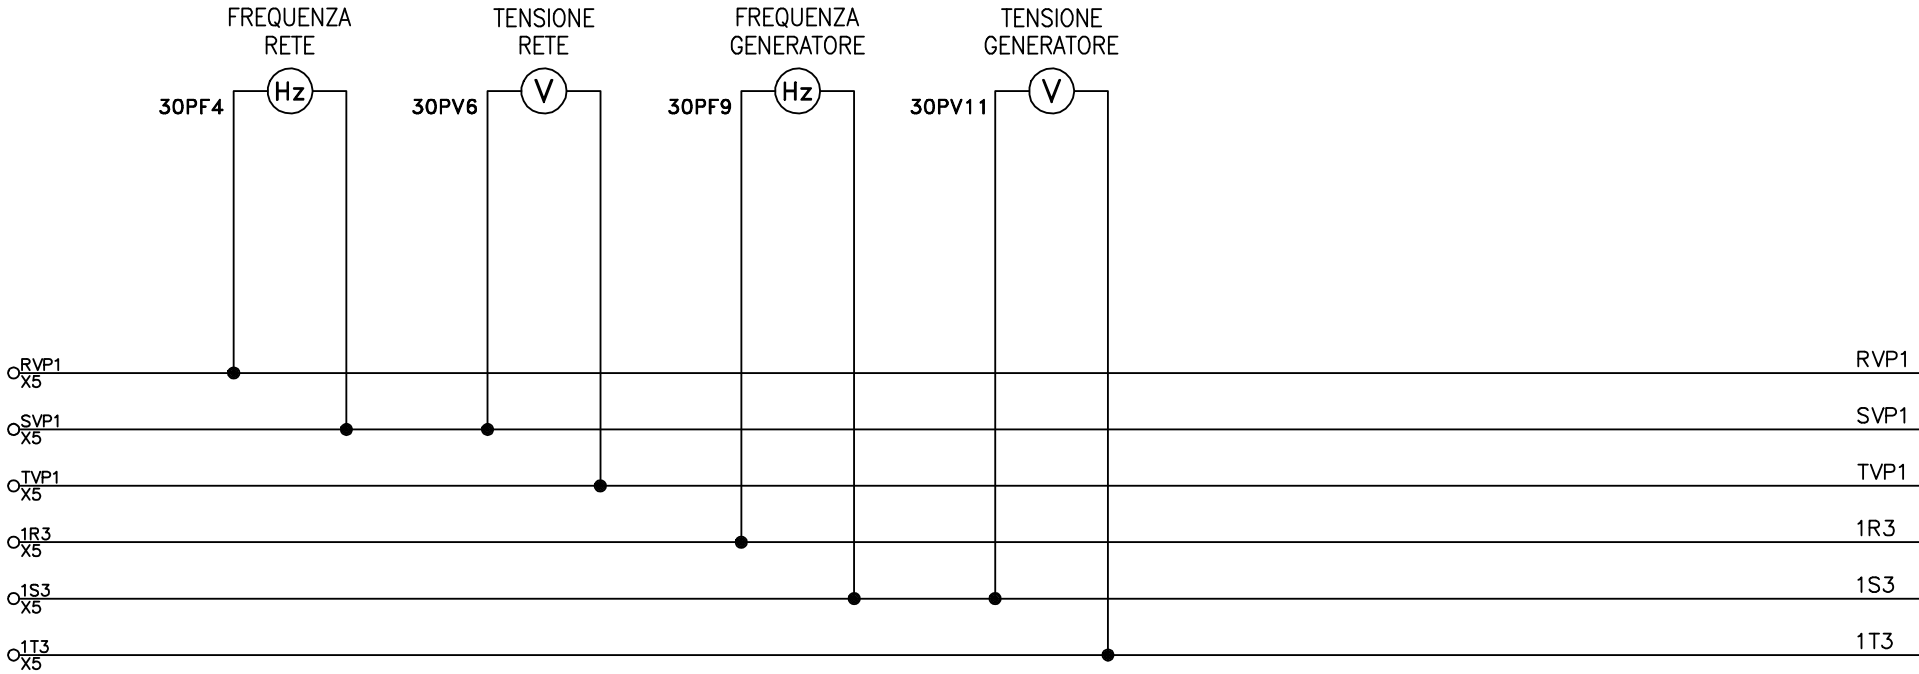 FREQUENZA
RETE
TENSIONE
RETE
FREQUENZA
GENERATORE
TENSIONE
GENERATORE
30PF4
Hz
30PV6
V
30PF9
Hz
30PV11
V
RVP1
X5
RVP1
SVP1
X5
SVP1
TVP1
X5
TVP1
1R3
X5
1R3
1S3
X5
1S3
1T3
X5
1T3